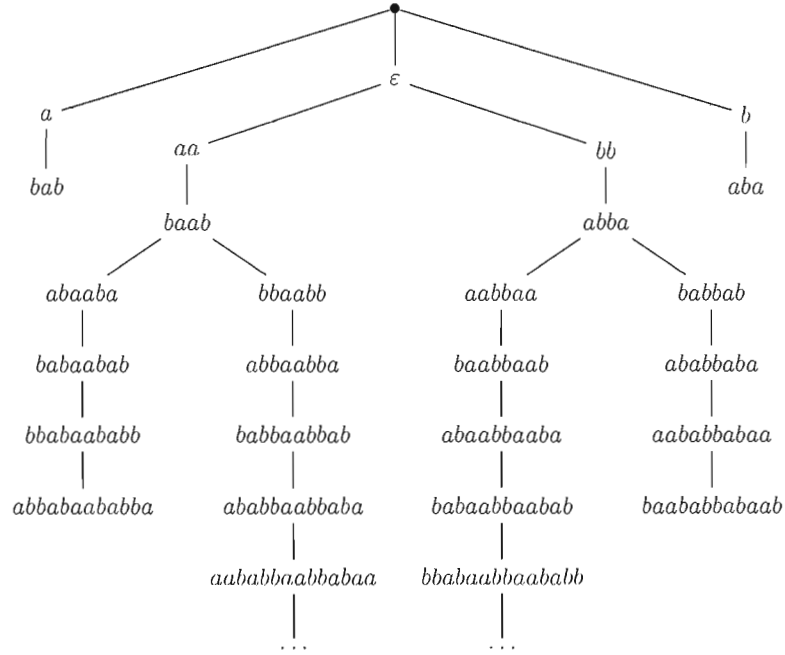 ε
a b
aa bb
bab aba
baab abba
abaaba bbaabb aabbaa babbab
babaabab abbaabba baabbaab ababbaba
bbabaababb babbaabbab abaabbaaba aababbabaa
abbabaababba ababbaabbaba babaabbaabab baababbabaab
aababbaabbabaa bbabaabbaababb
... ...